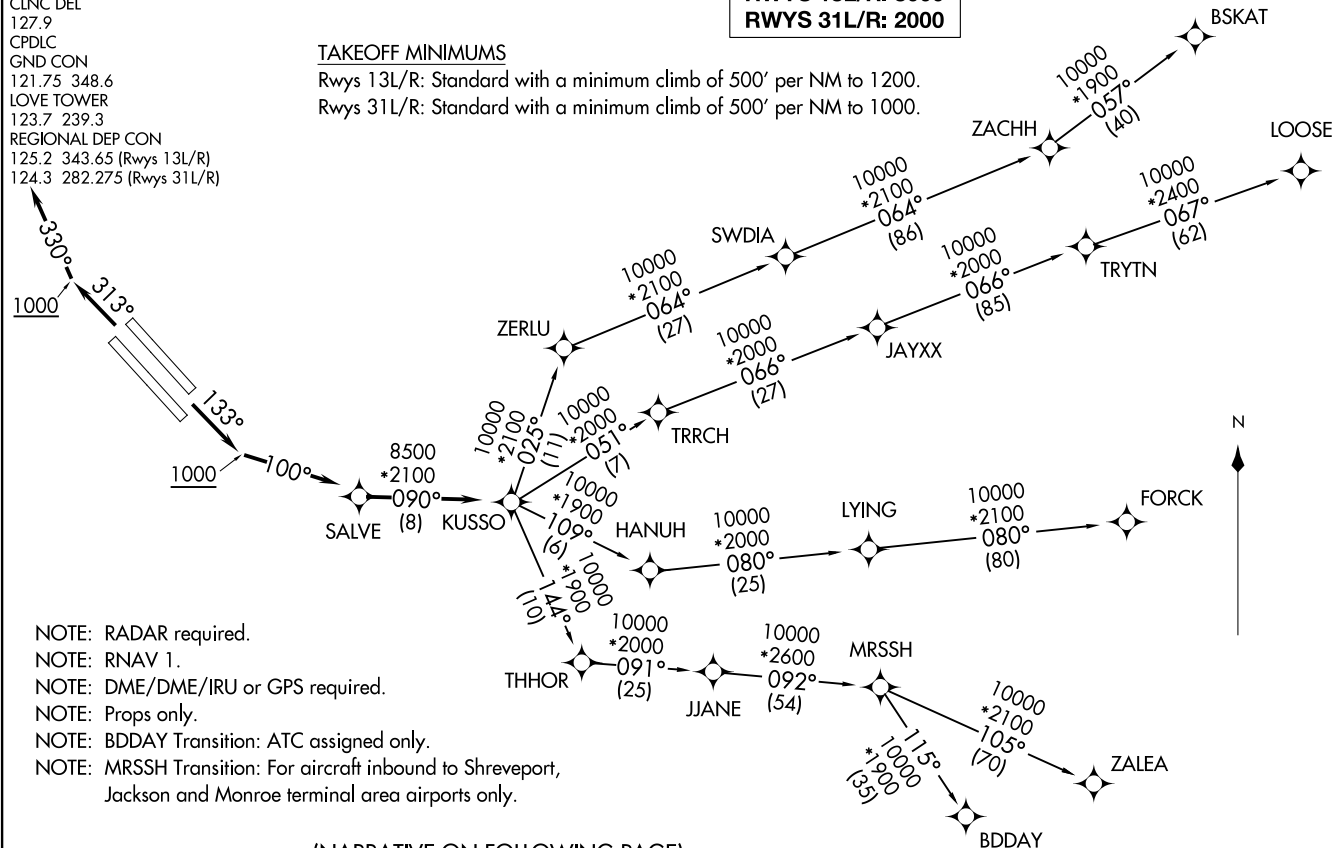 CLNC DEL
127.9
CPDLC
GND CON
121.75 348.6
LOVE TOWER
123.7 239.3
REGIONAL DEP CON
125.2 343.65 (Rwys 13L/R)
124.3 282.275 (Rwys 31L/R)
RWYS 31L/R: 2000
TAKEOFF MINIMUMS
Rwys 13L/R: Standard with a minimum climb of 500' per NM to 1200.
Rwys 31L/R: Standard with a minimum climb of 500' per NM to 1000.
BSKAT
10000
*1900
057°
(40)
ZACHH
LOOSE
10000
*2400
067°
(62)
10000
*2100
064°
(86)
SWDIA
TRYTN
10000
*2000
066°
(85)
10000
*2100
064°
(27)
ZERLU
JAYXX
10000
*2000
066°
(27)
330°
1000
313°
133°
1000
100°
SALVE
8500
*2100
090°
(8)
KUSSO
10000
*2100
025°
(11)
10000
*2000
051°
(7)
TRRCH
10000
*1900
109°
(6)
HANUH
10000
*2000
080°
(25)
LYING
10000
*2100
080°
(80)
FORCK
N
10000
*1900
144°
(10)
THHOR
10000
*2000
091°
(25)
JJANE
10000
*2600
092°
(54)
MRSSH
10000
*2100
105°
(70)
ZALEA
115°
10000
*1900
(35)
BDDAY
NOTE: RADAR required.
NOTE: RNAV 1.
NOTE: DME/DME/IRU or GPS required.
NOTE: Props only.
NOTE: BDDAY Transition: ATC assigned only.
NOTE: MRSSH Transition: For aircraft inbound to Shreveport,
Jackson and Monroe terminal area airports only.
(NARRATIVE ON FOLLOWING PAGE)